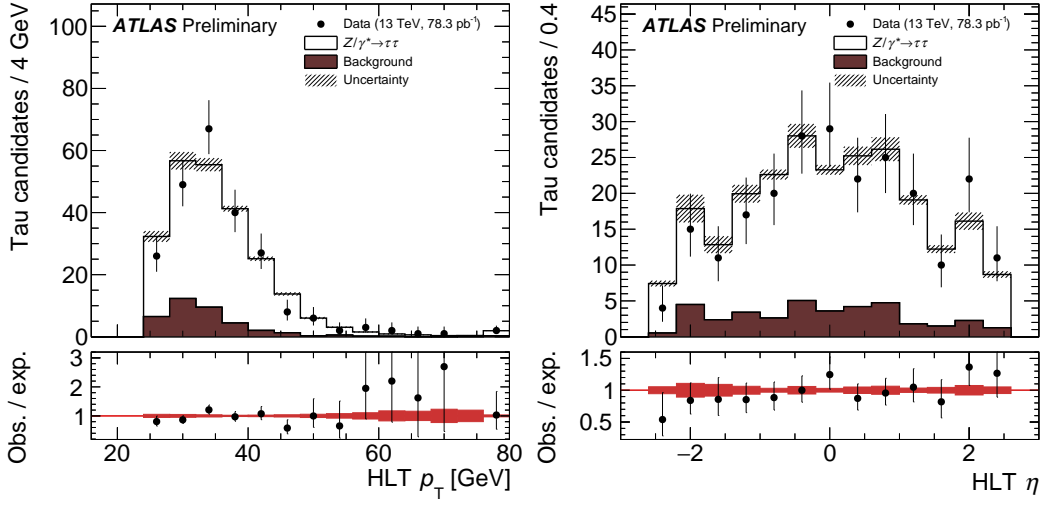 ATLAS Preliminary
Data (13 TeV, 78.3 pb⁻¹)
Z/γ*→ττ
Background
Uncertainty
Tau candidates / 4 GeV
100
80
60
40
20
0
Obs. / exp.
3
2
1
20 40 60 80
HLT p_T [GeV]
ATLAS Preliminary
Data (13 TeV, 78.3 pb⁻¹)
Z/γ*→ττ
Background
Uncertainty
Tau candidates / 0.4
45
40
35
30
25
20
15
10
5
0
Obs. / exp.
1.5
1
0.5
−2 0 2
HLT η